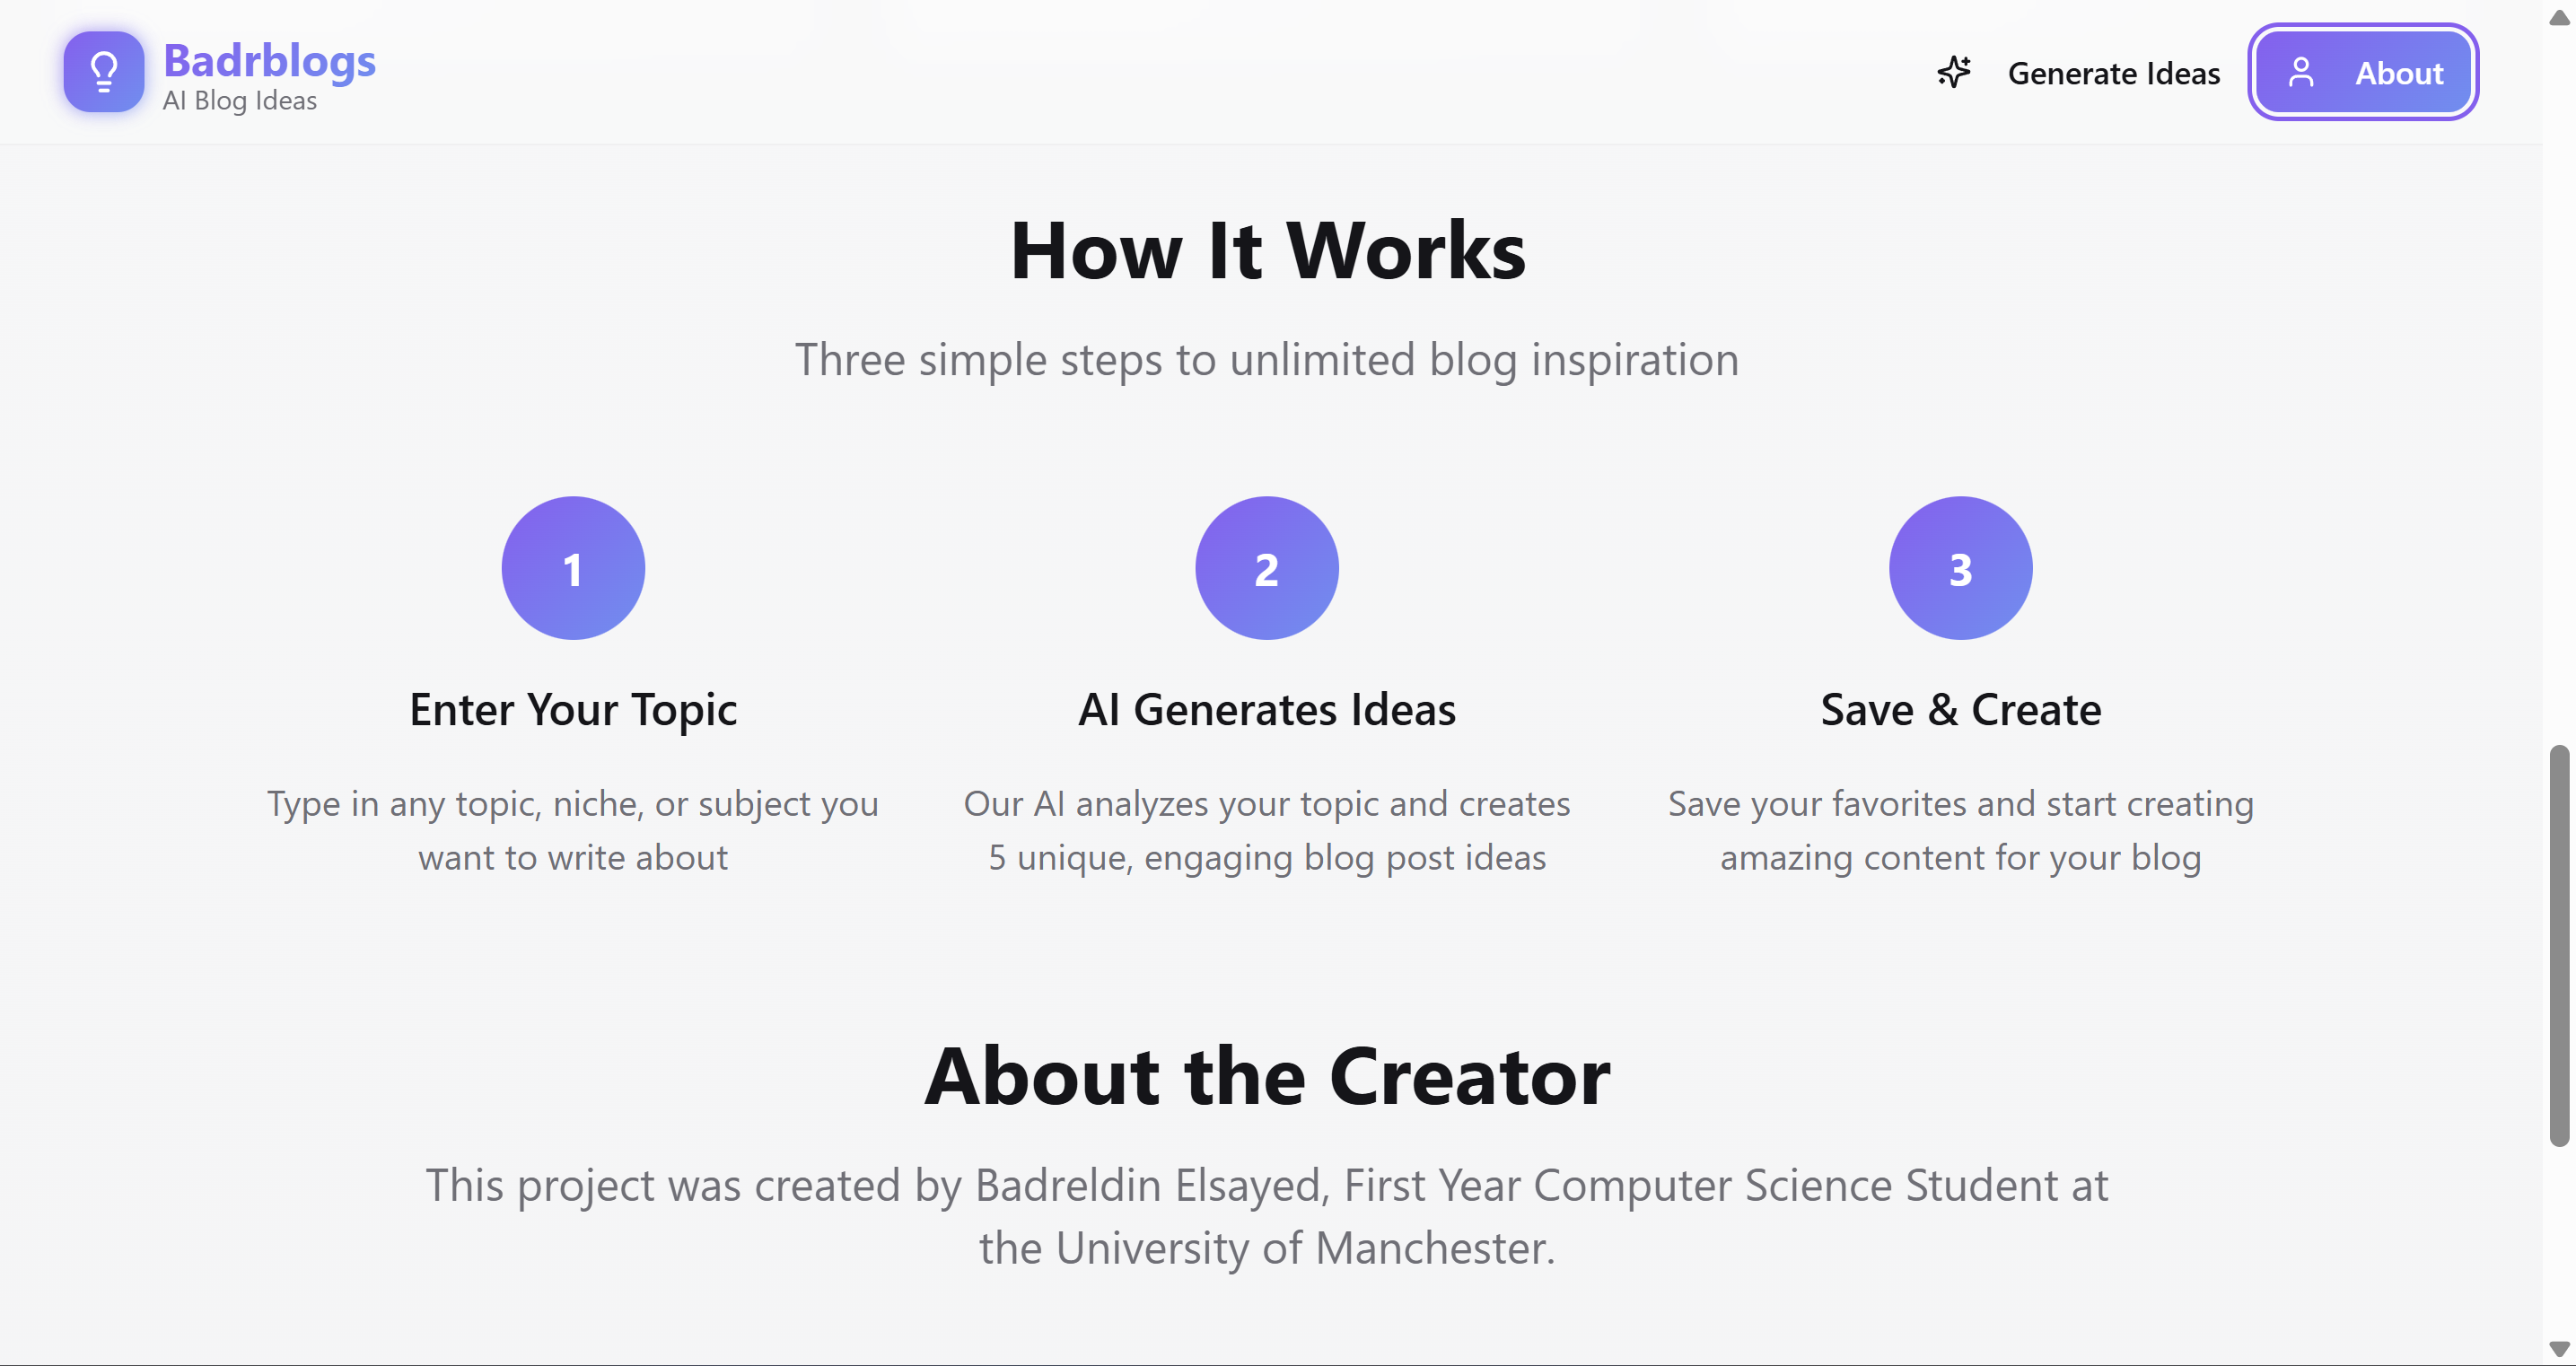 Badrblogs
AI Blog Ideas
Generate Ideas
About
How It Works
Three simple steps to unlimited blog inspiration
1
2
3
Enter Your Topic
AI Generates Ideas
Save & Create
Type in any topic, niche, or subject you
want to write about
Our AI analyzes your topic and creates
5 unique, engaging blog post ideas
Save your favorites and start creating
amazing content for your blog
About the Creator
This project was created by Badreldin Elsayed, First Year Computer Science Student at
the University of Manchester.